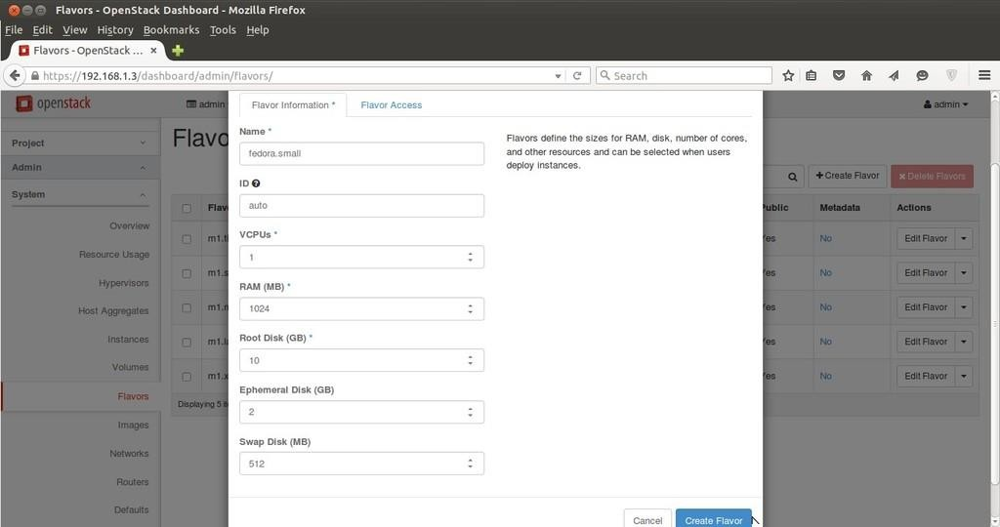 Flavors - OpenStack Dashboard - Mozilla Firefox
File Edit View History Bookmarks Tools Help
Flavors - OpenStack ...
https://192.168.1.3/dashboard/admin/flavors/
Search
openstack
admin
admin
Project
Admin
System
Overview
Resource Usage
Hypervisors
Host Aggregates
Instances
Volumes
Flavors
Images
Networks
Routers
Defaults
Flavo
Flavor Information *
Flavor Access
Name *
fedora.small
ID
auto
VCPUs *
1
RAM (MB) *
1024
Root Disk (GB) *
10
Ephemeral Disk (GB)
2
Swap Disk (MB)
512
Flavors define the sizes for RAM, disk, number of cores,
and other resources and can be selected when users
deploy instances.
Cancel
Create Flavor
+Create Flavor
Delete Flavors
Flav Public Metadata Actions
m1.t Yes No Edit Flavor
m1.s Yes No Edit Flavor
m1.n Yes No Edit Flavor
m1.la Yes No Edit Flavor
m1.x Yes No Edit Flavor
Displaying 5 it